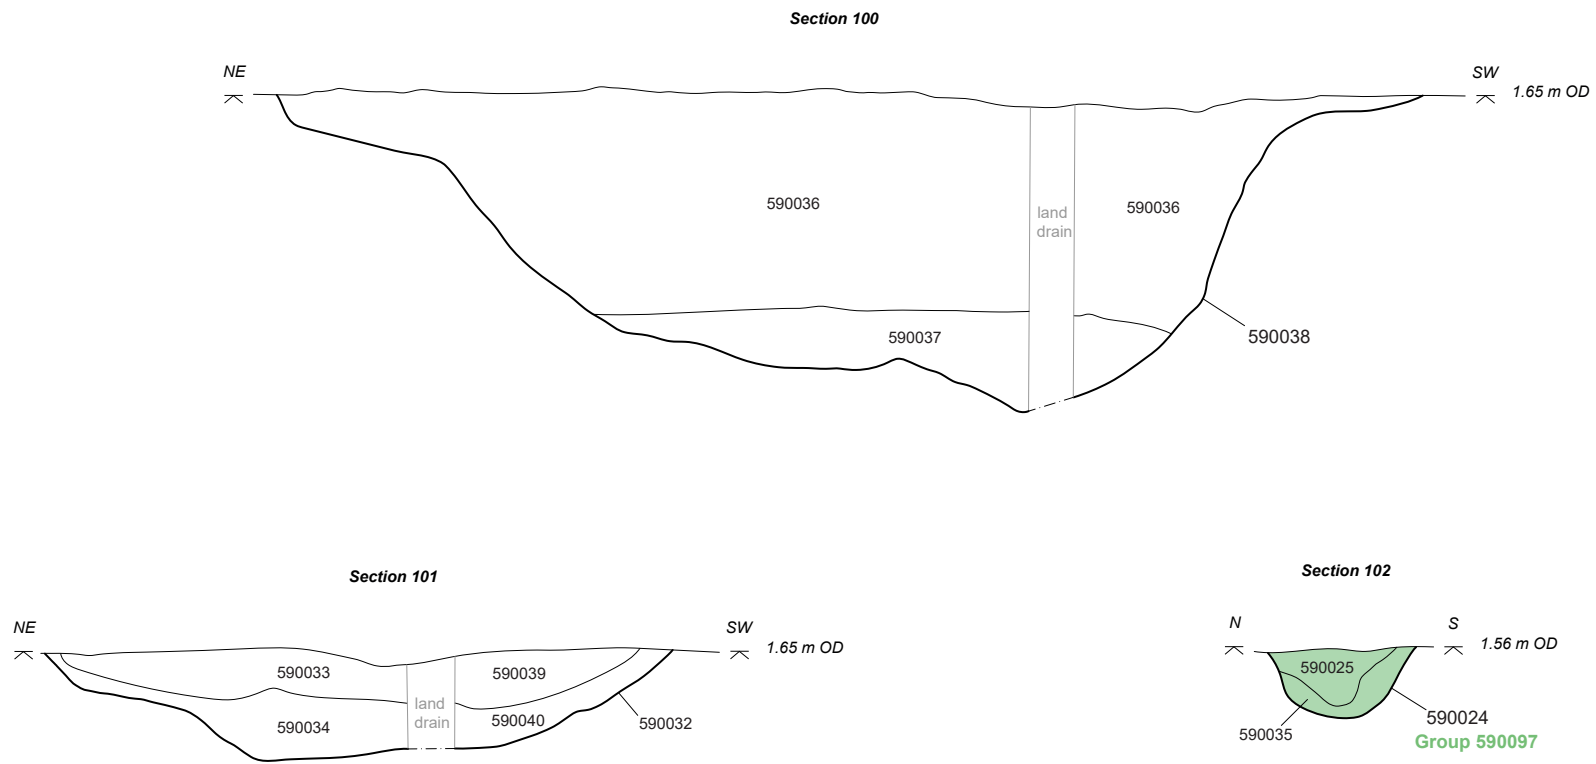 Section 100
NE
SW
1.65 m OD
590036
land
drain
590036
590037
590038
Section 101
NE
SW
1.65 m OD
590033
590039
land
drain
590034
590040
590032
Section 102
N
S
1.56 m OD
590025
590035
590024
Group 590097